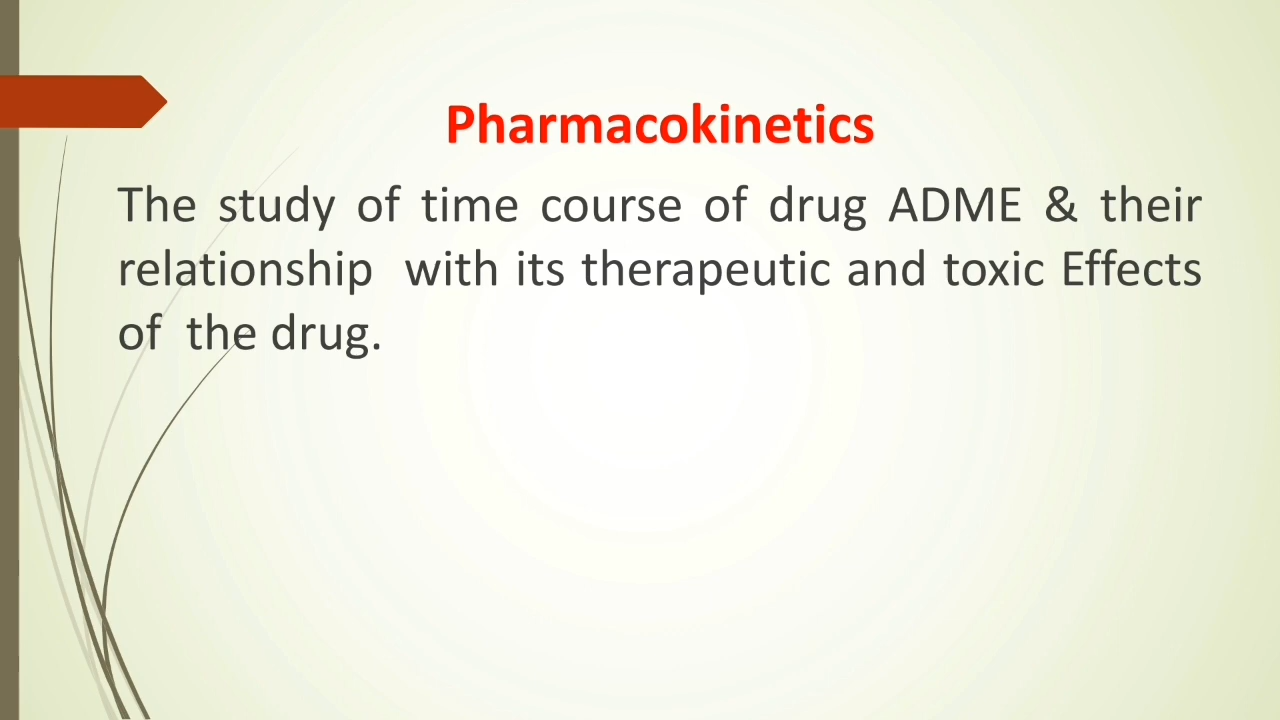 Pharmacokinetics
The study of time course of drug ADME & their
relationship with its therapeutic and toxic Effects
of the drug.